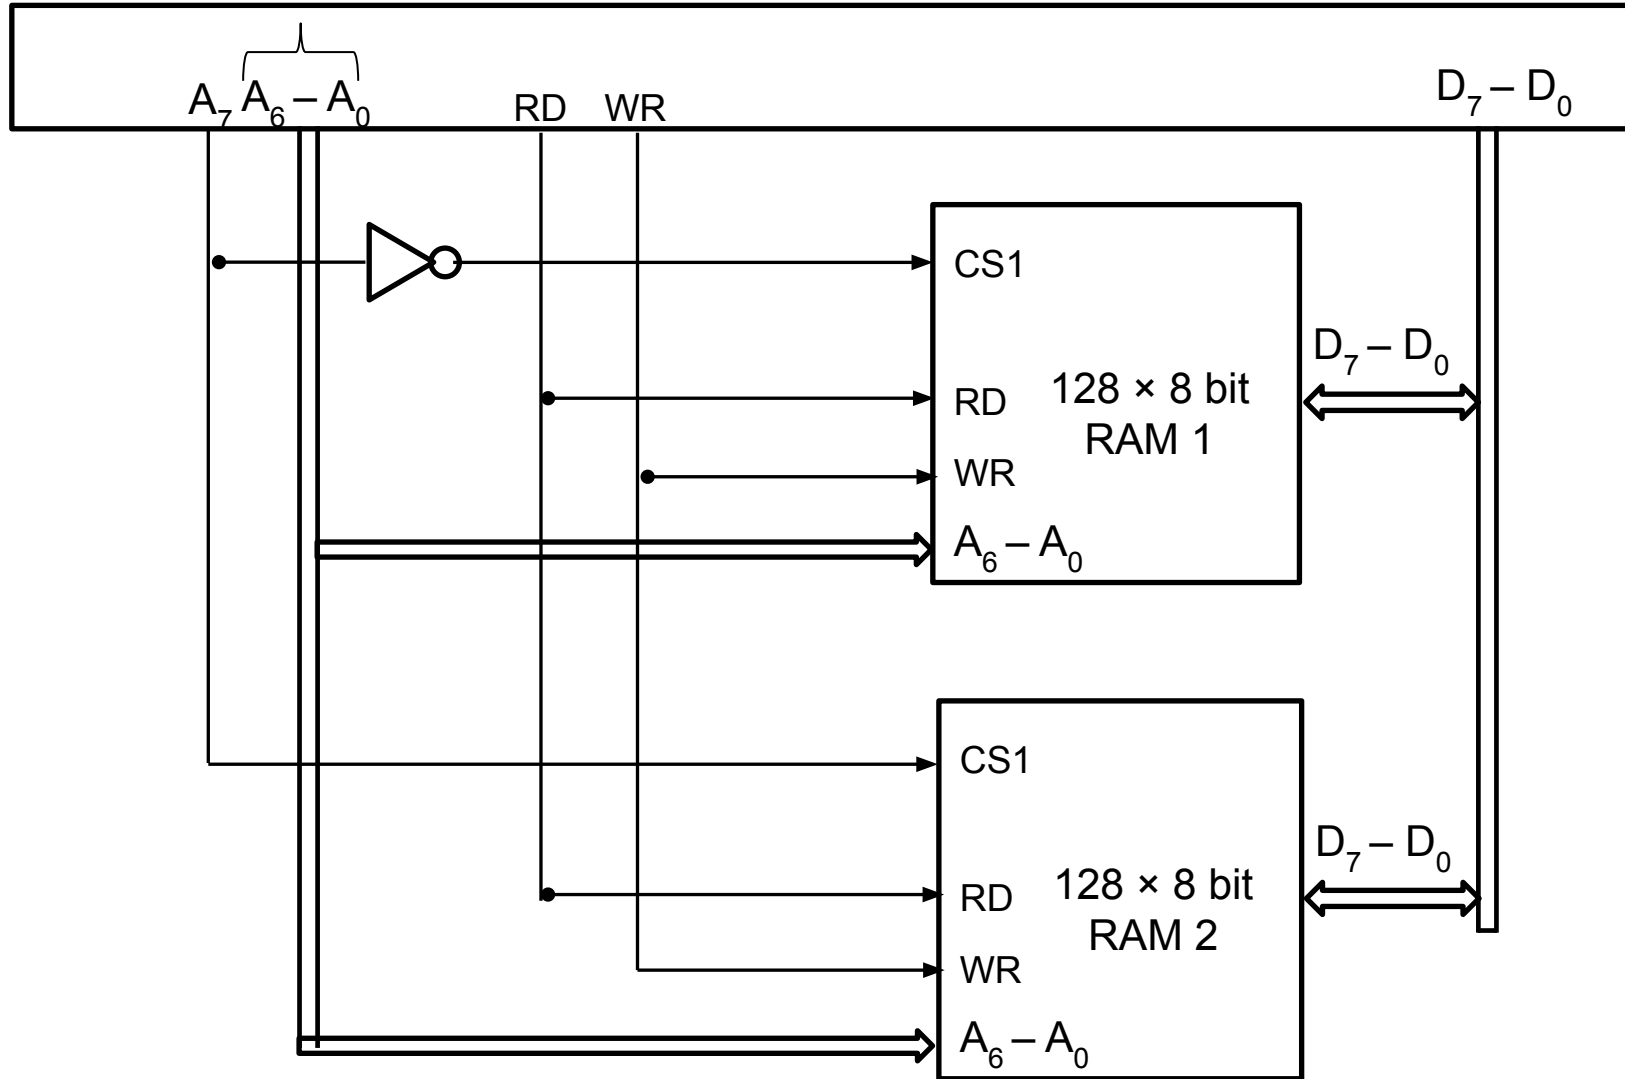 A₇ A₆ – A₀ RD WR D₇ – D₀
CS1
D₇ – D₀
RD 128 × 8 bit
RAM 1
WR
A₆ – A₀
CS1
D₇ – D₀
RD 128 × 8 bit
RAM 2
WR
A₆ – A₀